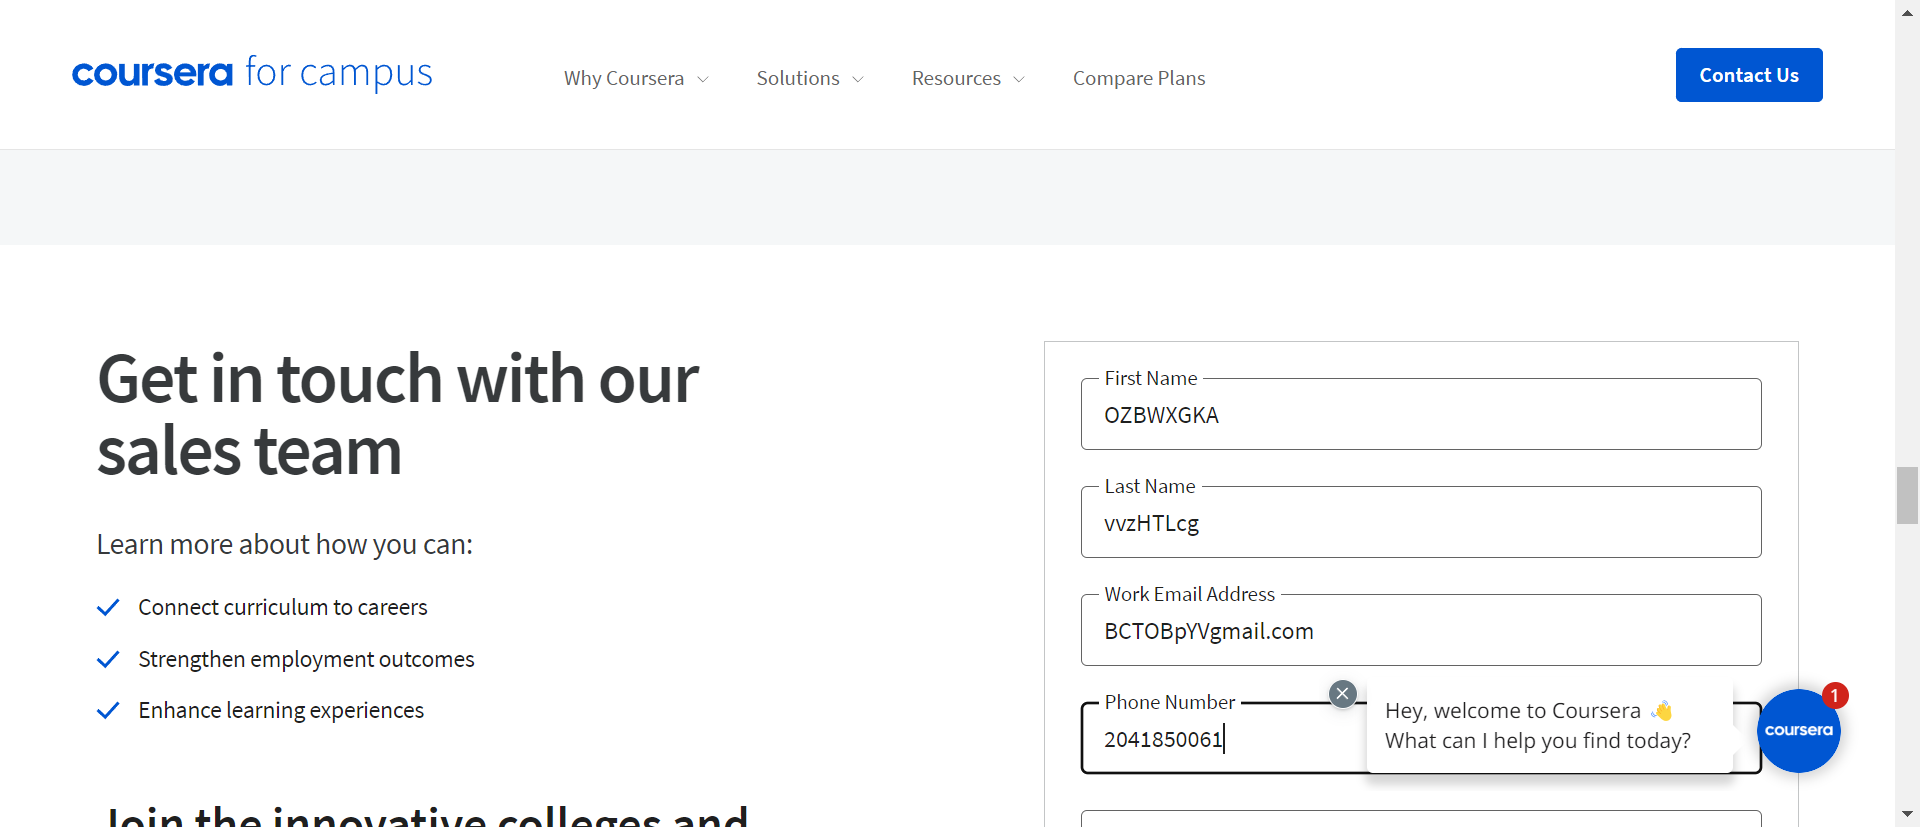 coursera for campus
Why Coursera
Solutions
Resources
Compare Plans
Contact Us
Get in touch with our
sales team
Learn more about how you can:
Connect curriculum to careers
Strengthen employment outcomes
Enhance learning experiences
Join the innovative colleges and
First Name
OZBWXGKA
Last Name
vvzHTLcg
Work Email Address
BCTOBpYVgmail.com
Phone Number
2041850061
Hey, welcome to Coursera 👋
What can I help you find today?
coursera
1